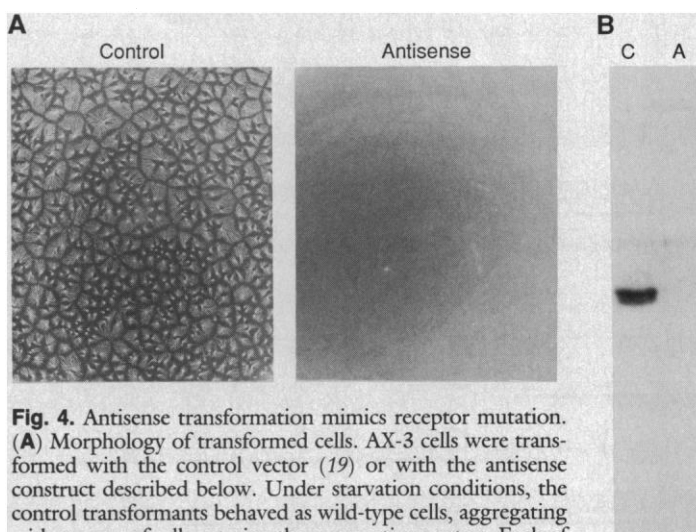 A
Control
Antisense
B
C A
Fig. 4. Antisense transformation mimics receptor mutation.
(A) Morphology of transformed cells. AX-3 cells were trans-
formed with the control vector (19) or with the antisense
construct described below. Under starvation conditions, the
control transformants behaved as wild-type cells, aggregating